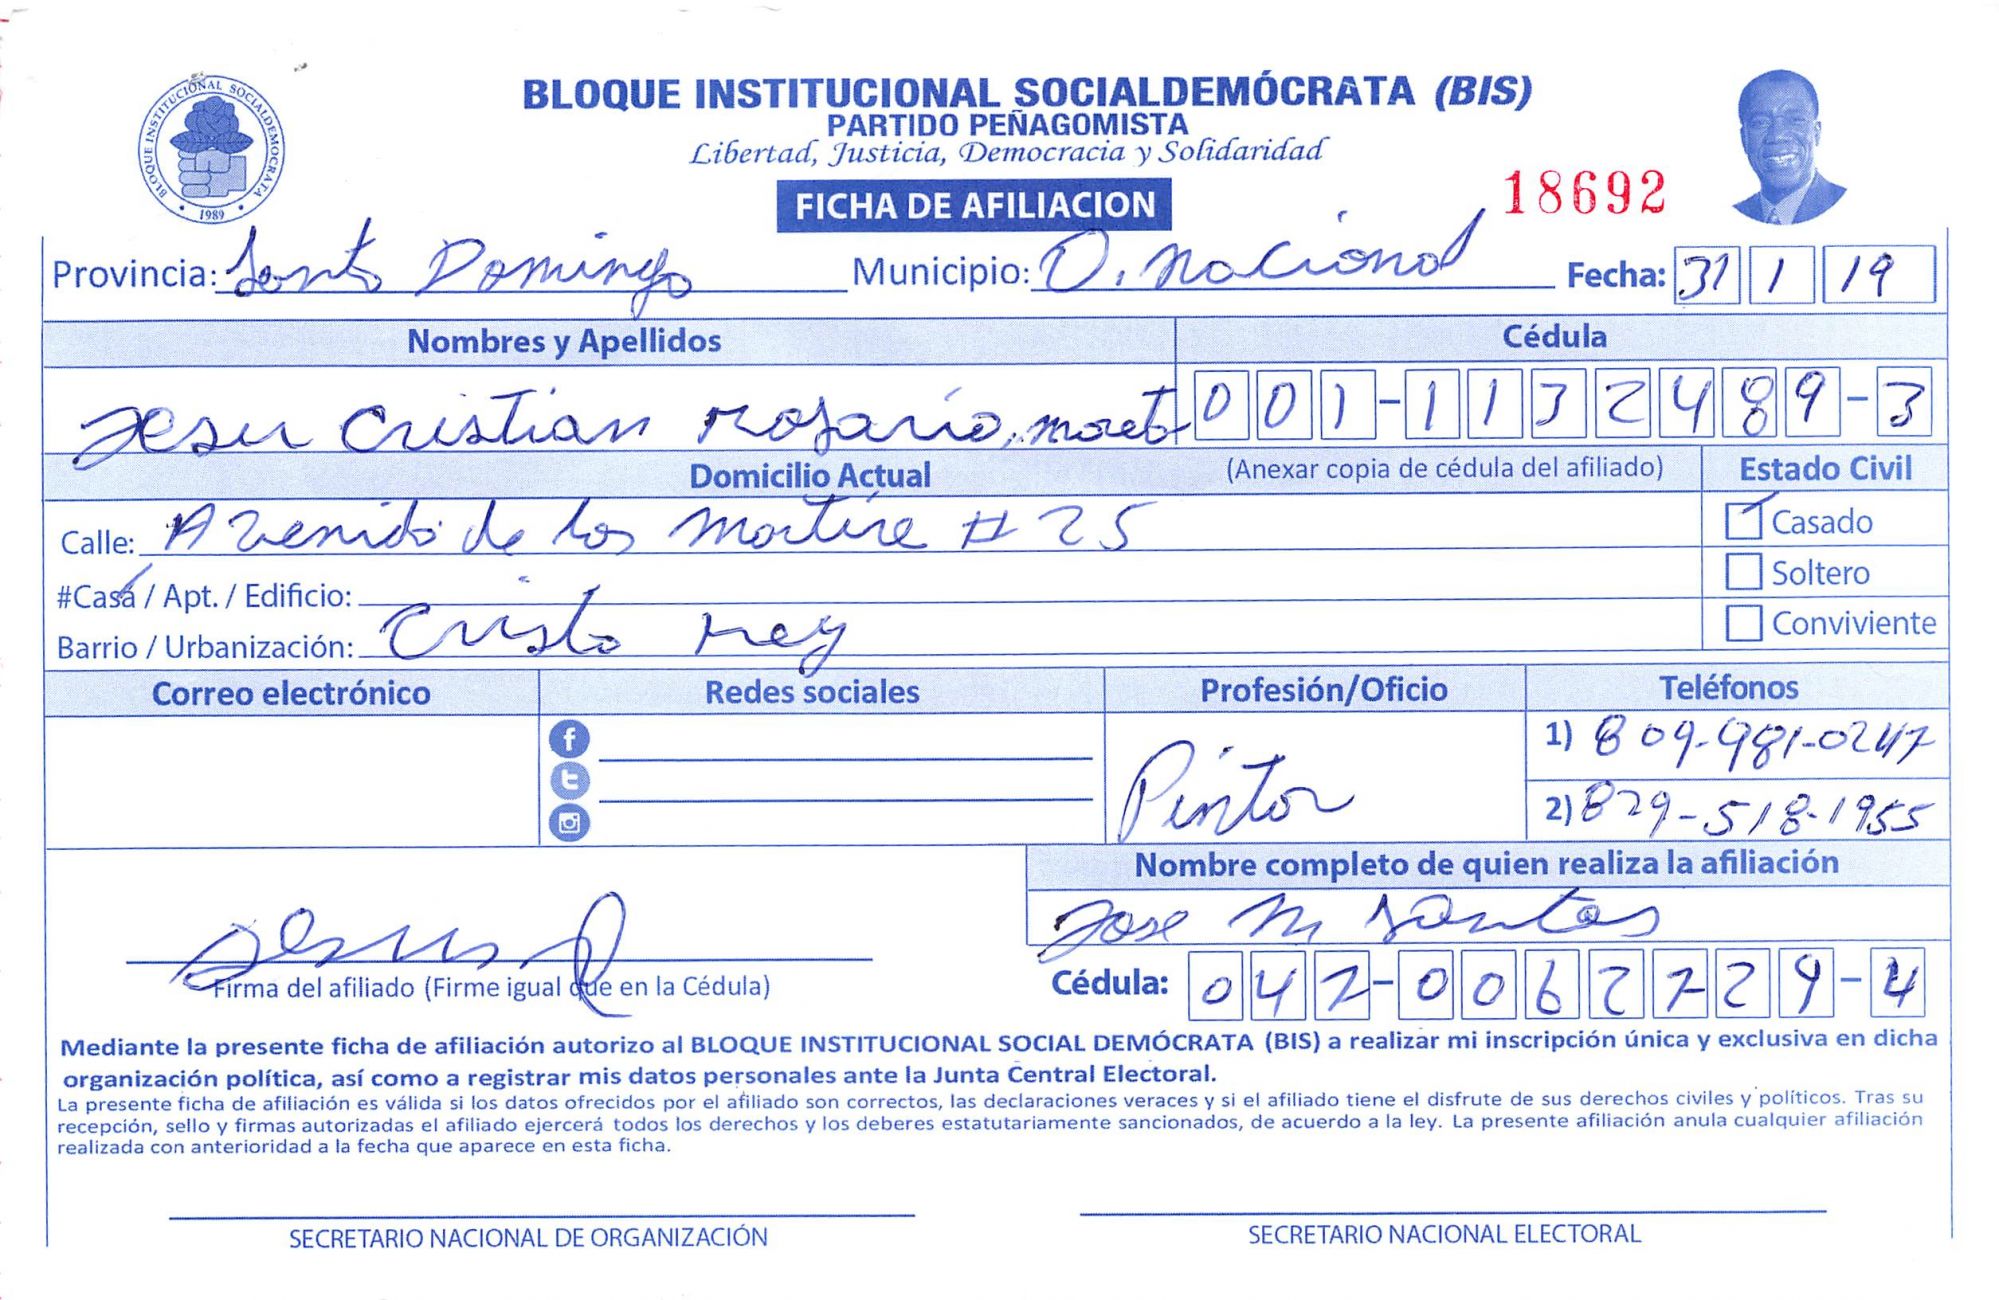 BLOQUE INSTITUCIONAL SOCIALDEMÓCRATA (BIS)
PARTIDO PEÑAGOMISTA
Libertad, Justicia, Democracia y Solidaridad
BLOQUE INSTITUCIONAL SOCIALDEMOCRATA
1989
FICHA DE AFILIACION
18692
Provincia: Santo Domingo Municipio: D. Nacional Fecha: 31 1 19
Nombres y Apellidos Cédula
Jesu Cristian Rosario, moreto 001-1132489-3
Domicilio Actual (Anexar copia de cédula del afiliado) Estado Civil
Calle: Avenida de los Martire # 25 Casado
#Casa / Apt. / Edificio: Soltero
Barrio / Urbanización: Cristo Rey Conviviente
Correo electrónico Redes sociales Profesión/Oficio Teléfonos
Pintor 1) 809-981-0247
2) 829-518-1955
Nombre completo de quien realiza la afiliación
Jose M Santos
Jesus R
Firma del afiliado (Firme igual que en la Cédula) Cédula: 042-0062729-4
Mediante la presente ficha de afiliación autorizo al BLOQUE INSTITUCIONAL SOCIAL DEMÓCRATA (BIS) a realizar mi inscripción única y exclusiva en dicha
organización política, así como a registrar mis datos personales ante la Junta Central Electoral.
La presente ficha de afiliación es válida si los datos ofrecidos por el afiliado son correctos, las declaraciones veraces y si el afiliado tiene el disfrute de sus derechos civiles y políticos. Tras su
recepción, sello y firmas autorizadas el afiliado ejercerá todos los derechos y los deberes estatutariamente sancionados, de acuerdo a la ley. La presente afiliación anula cualquier afiliación
realizada con anterioridad a la fecha que aparece en esta ficha.
SECRETARIO NACIONAL DE ORGANIZACIÓN SECRETARIO NACIONAL ELECTORAL